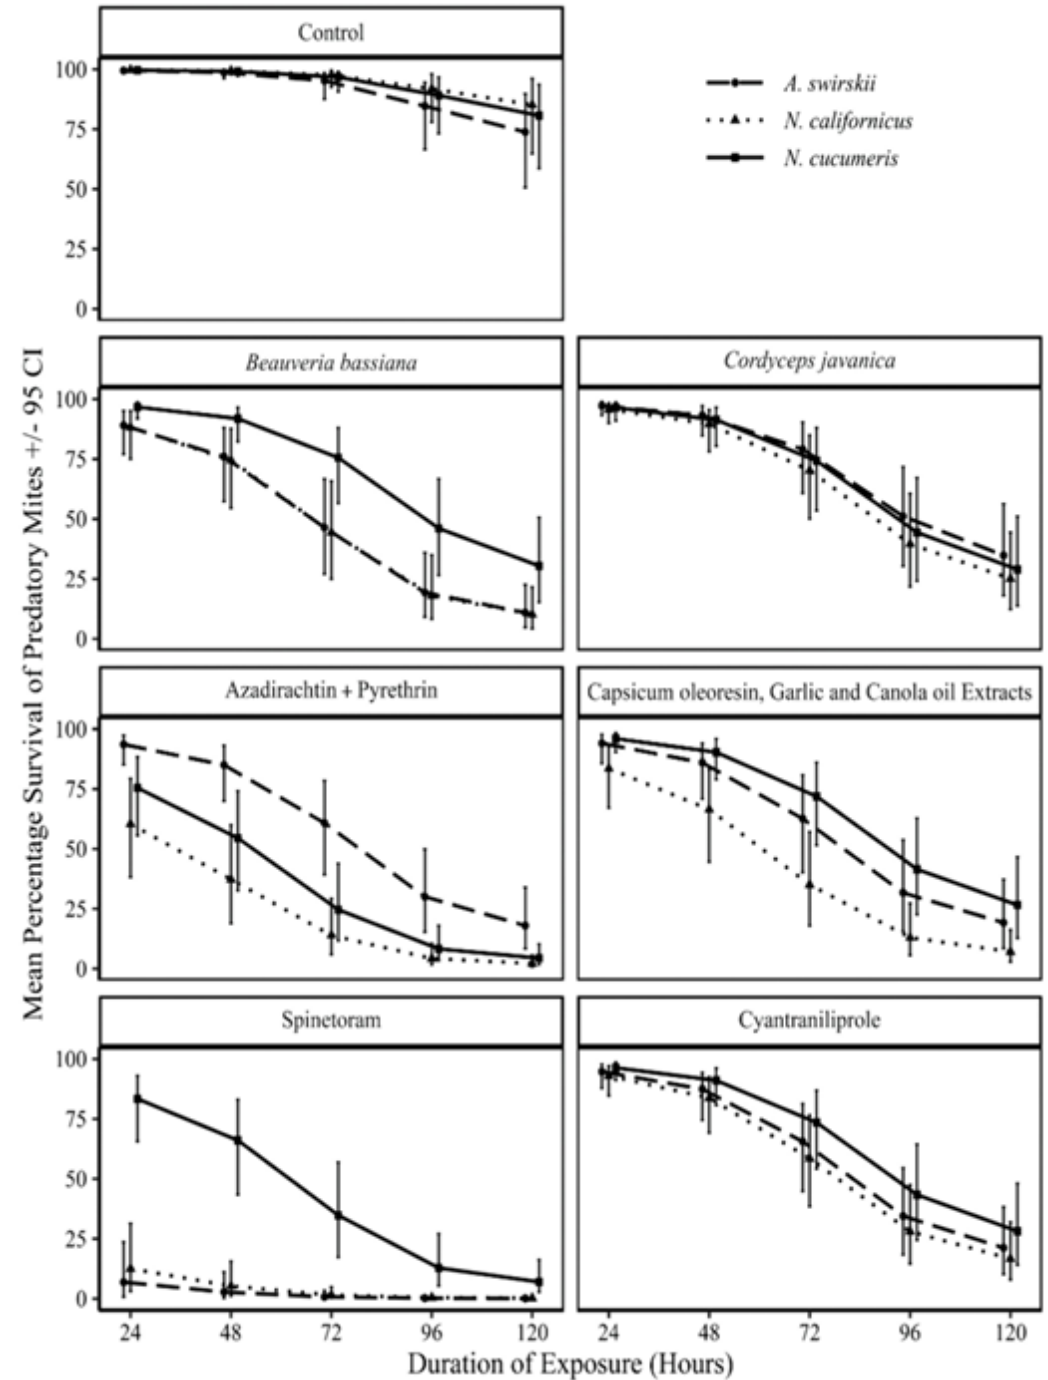 Control
100
75
50
25
0
A. swirskii
N. californicus
N. cucumeris
Mean Percentage Survival of Predatory Mites +/- 95 CI
Beauveria bassiana
Cordyceps javanica
100
75
50
25
0
Azadirachtin + Pyrethrin
Capsicum oleoresin, Garlic and Canola oil Extracts
100
75
50
25
0
Spinetoram
Cyantraniliprole
100
75
50
25
0
24 48 72 96 120
24 48 72 96 120
Duration of Exposure (Hours)